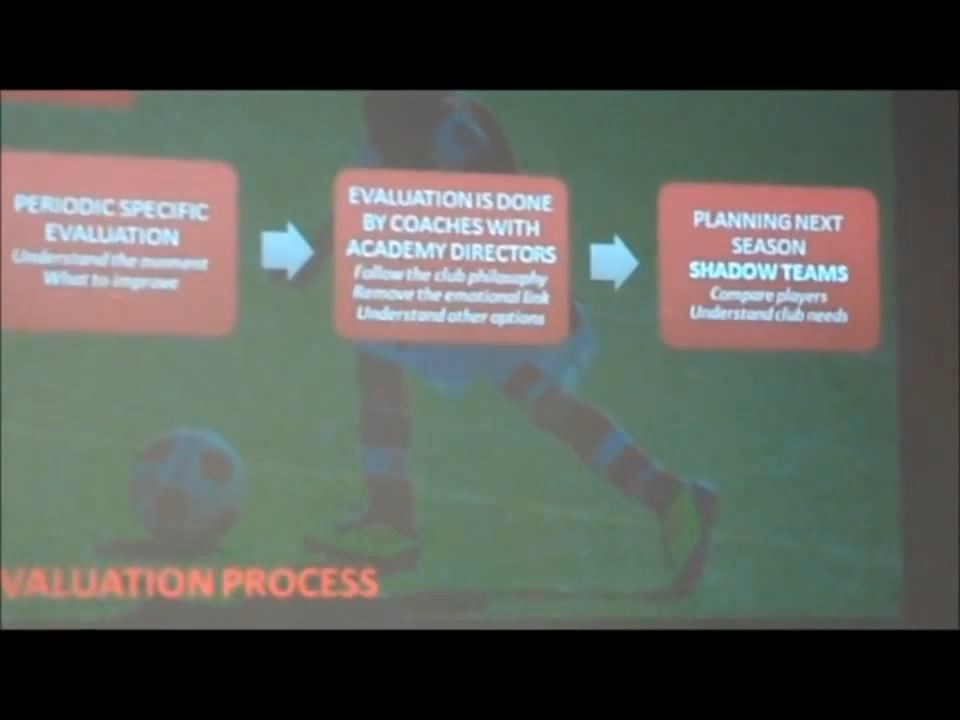 PERIODIC SPECIFIC
EVALUATION
Understand the moment
What to improve
EVALUATION IS DONE
BY COACHES WITH
ACADEMY DIRECTORS
Follow the club philosophy
Remove the emotional link
Understand other options
PLANNING NEXT
SEASON
SHADOW TEAMS
Compare players
Understand club needs
VALUATION PROCESS